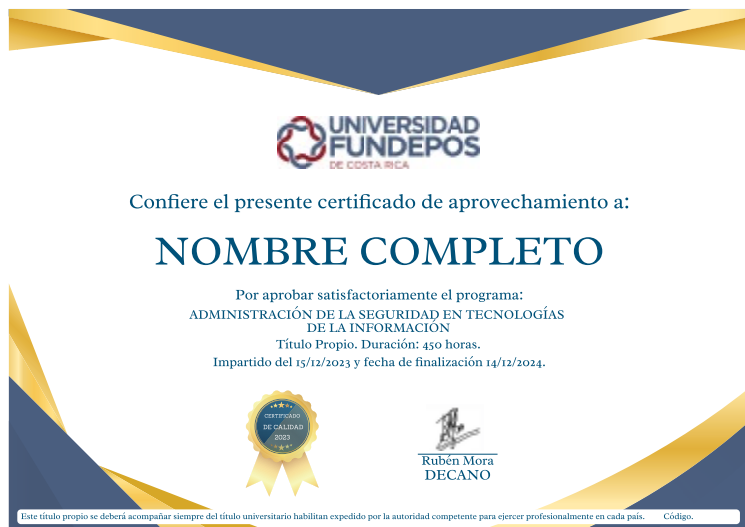 UNIVERSIDAD
FUNDEPOS
DE COSTA RICA
Confiere el presente certificado de aprovechamiento a:
NOMBRE COMPLETO
Por aprobar satisfactoriamente el programa:
ADMINISTRACIÓN DE LA SEGURIDAD EN TECNOLOGÍAS
DE LA INFORMACIÓN
Título Propio. Duración: 450 horas.
Impartido del 15/12/2023 y fecha de finalización 14/12/2024.
CERTIFICADO
DE CALIDAD
2023
Rubén Mora
DECANO
Este título propio se deberá acompañar siempre del título universitario habilitan expedido por la autoridad competente para ejercer profesionalmente en cada país. Código.